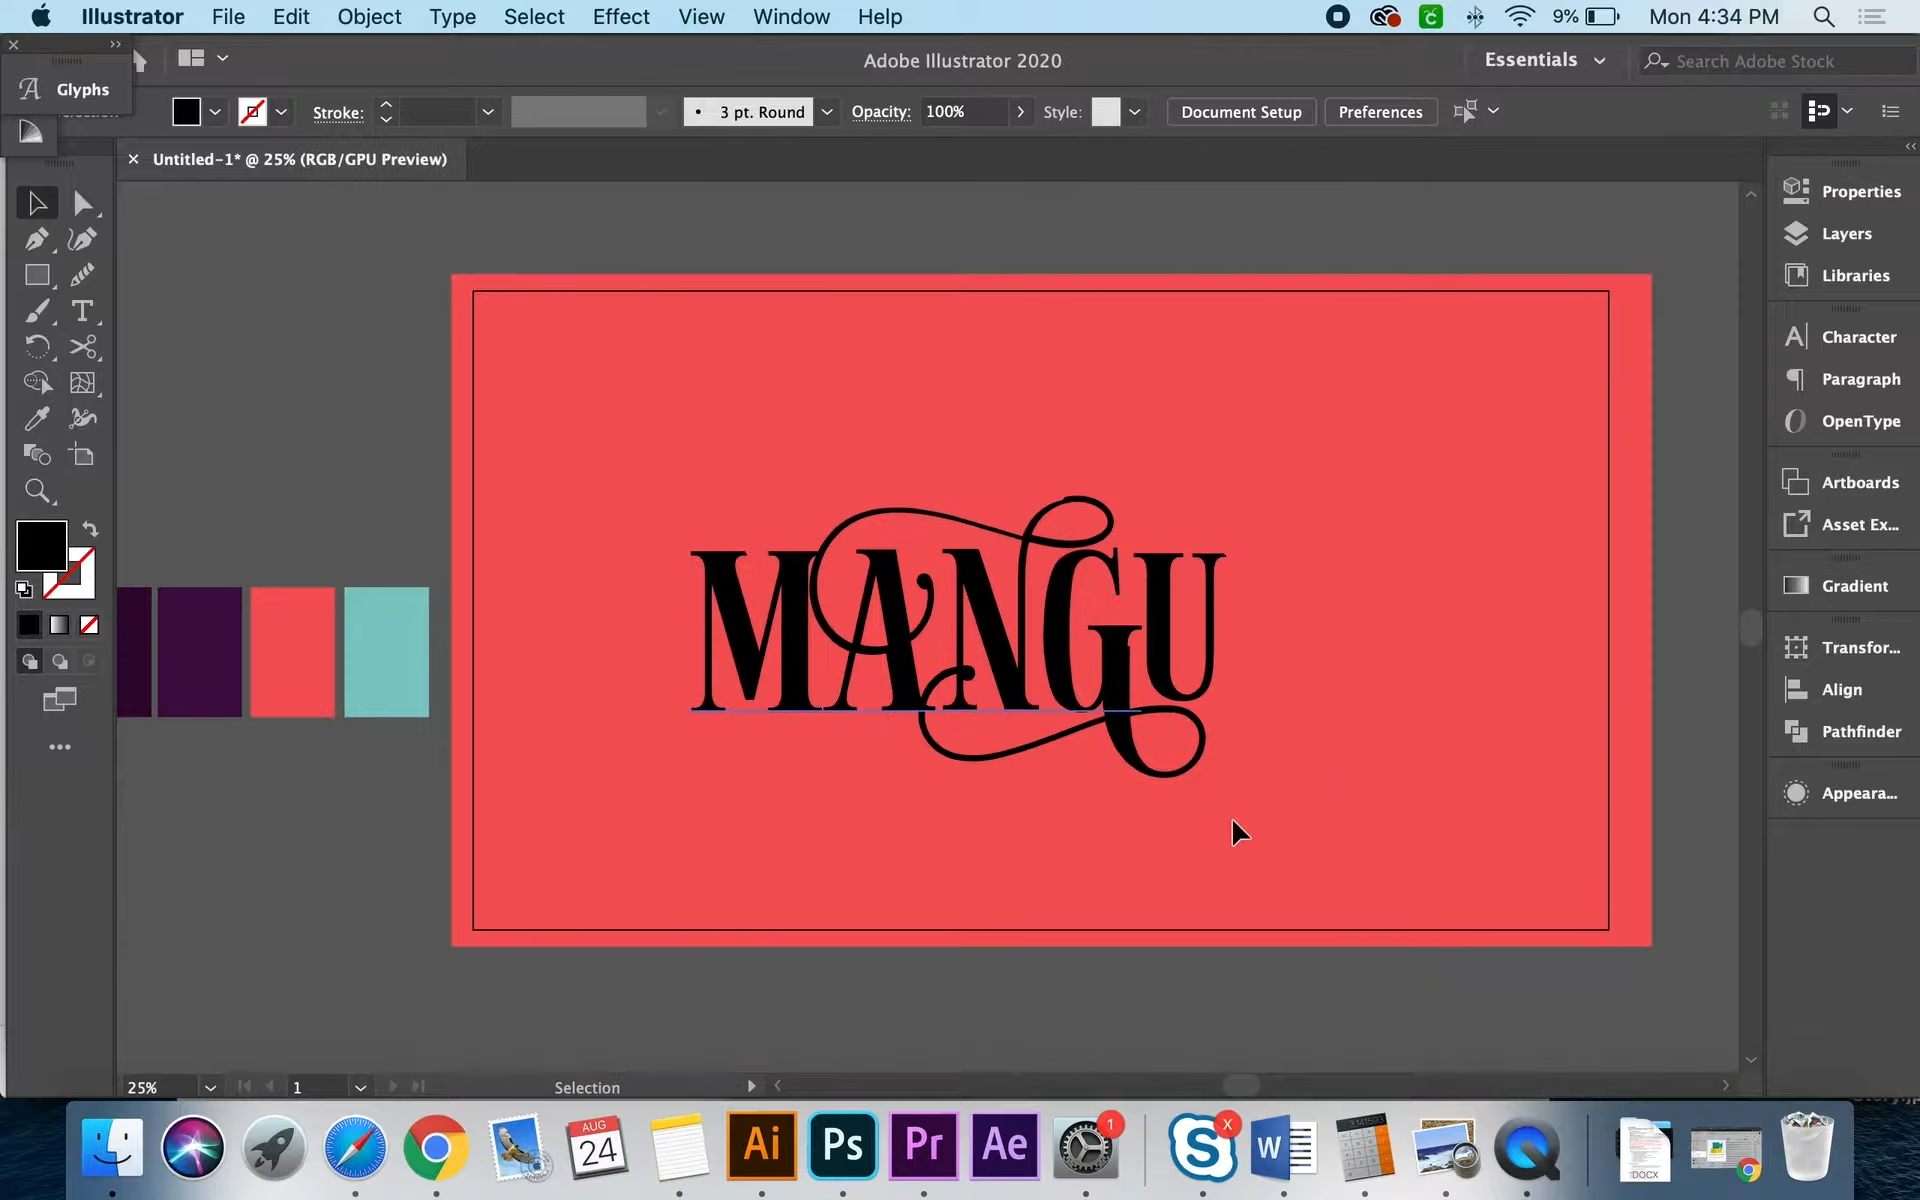 Illustrator File Edit Object Type Select Effect View Window Help 9% Mon 4:34 PM
Adobe Illustrator 2020 Essentials Search Adobe Stock
Glyphs
Stroke: 3 pt. Round Opacity: 100% Style: Document Setup Preferences
× Untitled-1* @ 25% (RGB/GPU Preview)
Properties
Layers
Libraries
Character
Paragraph
OpenType
Artboards
Asset Ex...
Gradient
Transfor...
Align
Pathfinder
Appeara...
MANGU
25% 1 Selection
AUG
24
Ai Ps Pr Ae 1 S X W DOCX